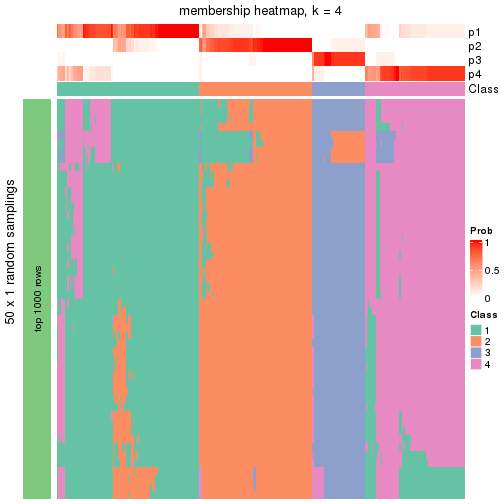 membership heatmap, k = 4
p1
p2
p3
p4
Class
50 x 1 random samplings
top 1000 rows
Prob
1
0.5
0
Class
1
2
3
4